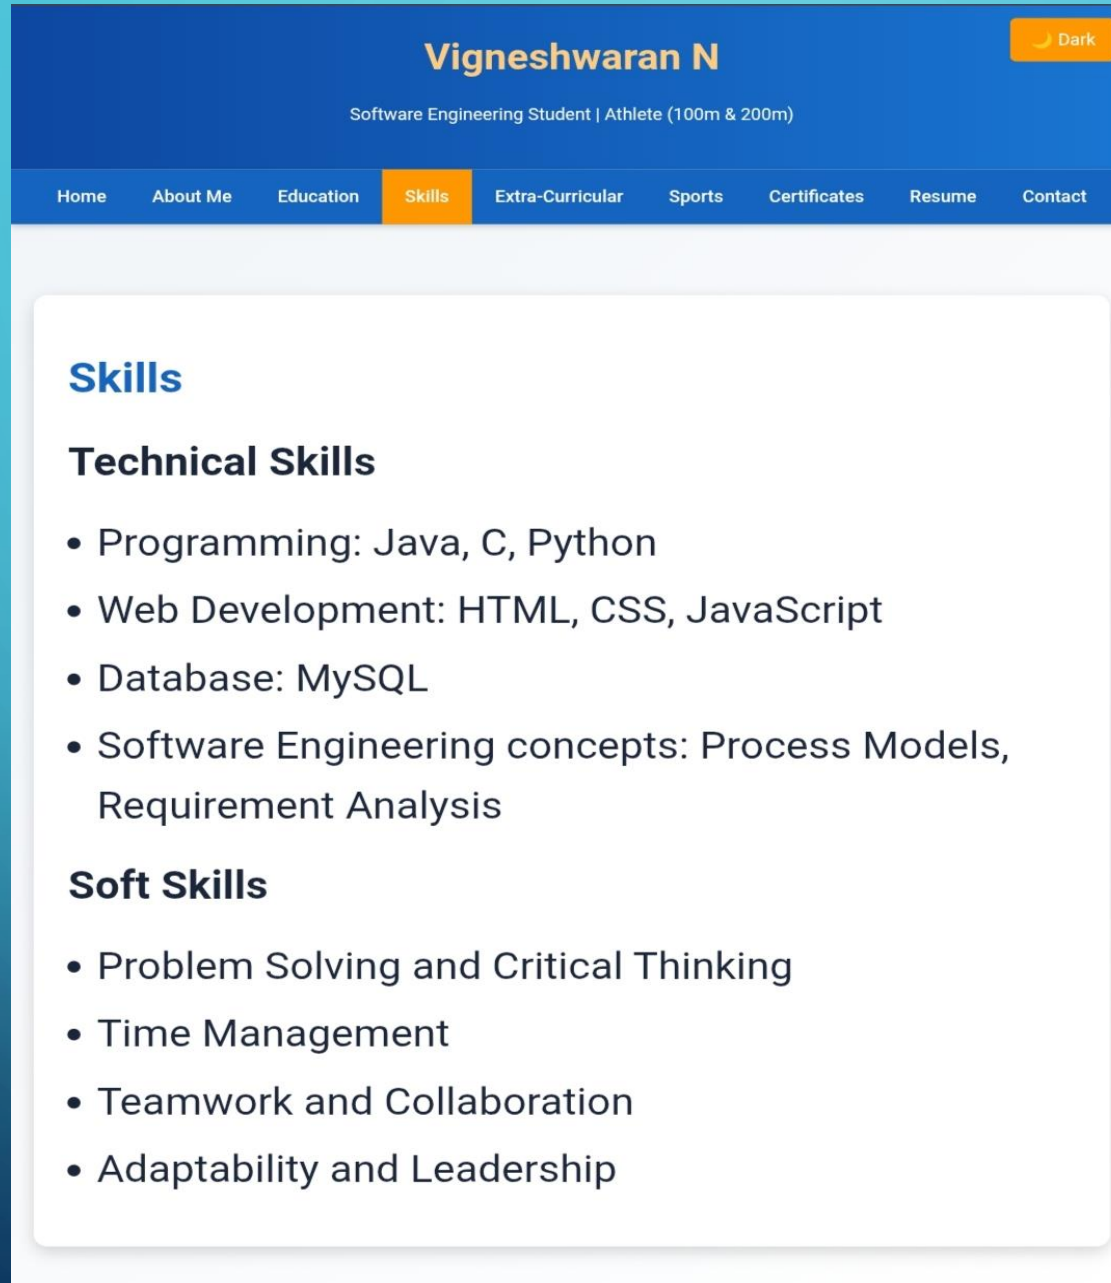 Vigneshwaran N
🌙 Dark
Software Engineering Student | Athlete (100m & 200m)
Home About Me Education Skills Extra-Curricular Sports Certificates Resume Contact
Skills
Technical Skills
• Programming: Java, C, Python
• Web Development: HTML, CSS, JavaScript
• Database: MySQL
• Software Engineering concepts: Process Models,
Requirement Analysis
Soft Skills
• Problem Solving and Critical Thinking
• Time Management
• Teamwork and Collaboration
• Adaptability and Leadership